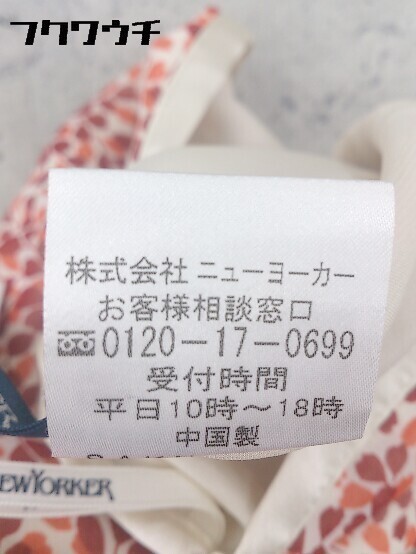 フクワウチ
株式会社 ニューヨーカー
お客様相談窓口
0120-17-0699
受付時間
平日10時～18時
中国製
NEWYORKER